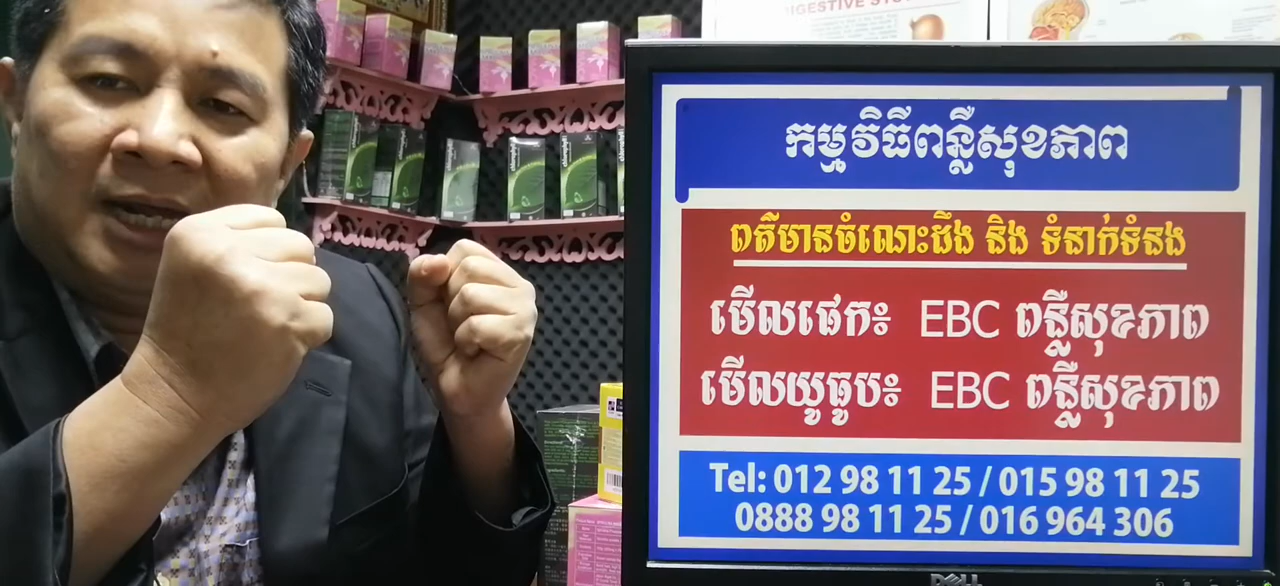 DIGESTIVE
កម្មវិធីពន្លឺសុខភាព
ពត៌មានចំណេះដឹង និង ទំនាក់ទំនង
មើលផេក៖ EBC ពន្លឺសុខភាព
មើលយូធូប៖ EBC ពន្លឺសុខភាព
Tel: 012 98 11 25 / 015 98 11 25
0888 98 11 25 / 016 964 306
DELL